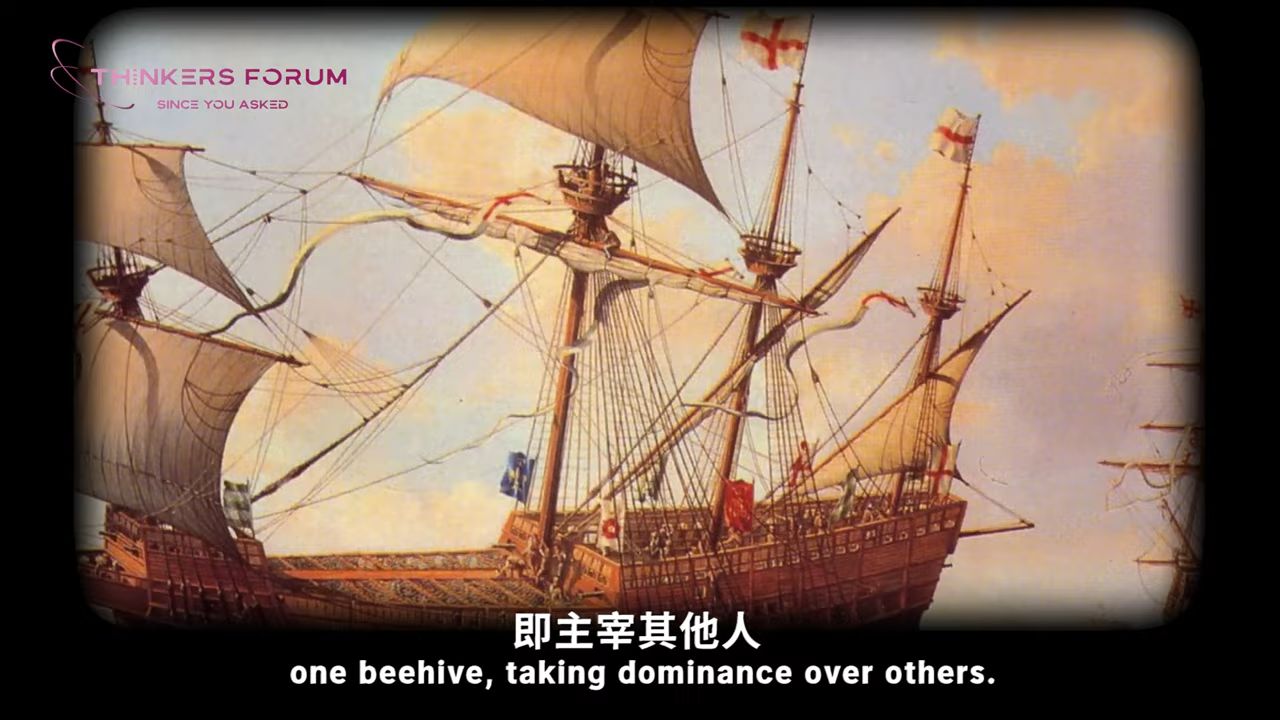 THINKERS FORUM
SINCE YOU ASKED
即主宰其他人
one beehive, taking dominance over others.